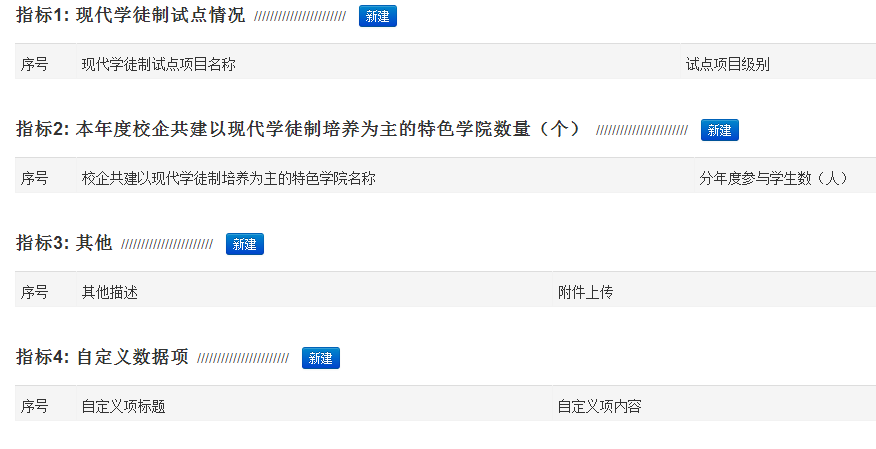 指标1: 现代学徒制试点情况 /////////////////////// 新建
序号 现代学徒制试点项目名称 试点项目级别
指标2: 本年度校企共建以现代学徒制培养为主的特色学院数量（个） /////////////////////// 新建
序号 校企共建以现代学徒制培养为主的特色学院名称 分年度参与学生数（人）
指标3: 其他 /////////////////////// 新建
序号 其他描述 附件上传
指标4: 自定义数据项 /////////////////////// 新建
序号 自定义项标题 自定义项内容